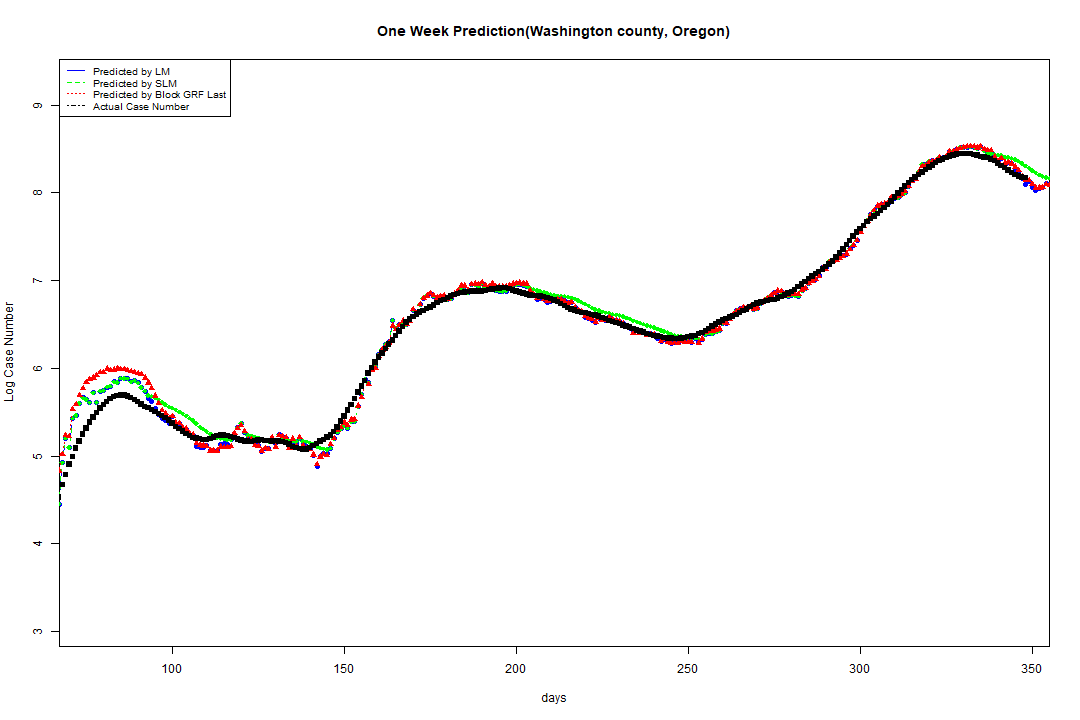 One Week Prediction(Washington county, Oregon)
Predicted by LM
Predicted by SLM
Predicted by Block GRF Last
Actual Case Number
9
8
7
6
5
4
3
Log Case Number
100 150 200 250 300 350
days